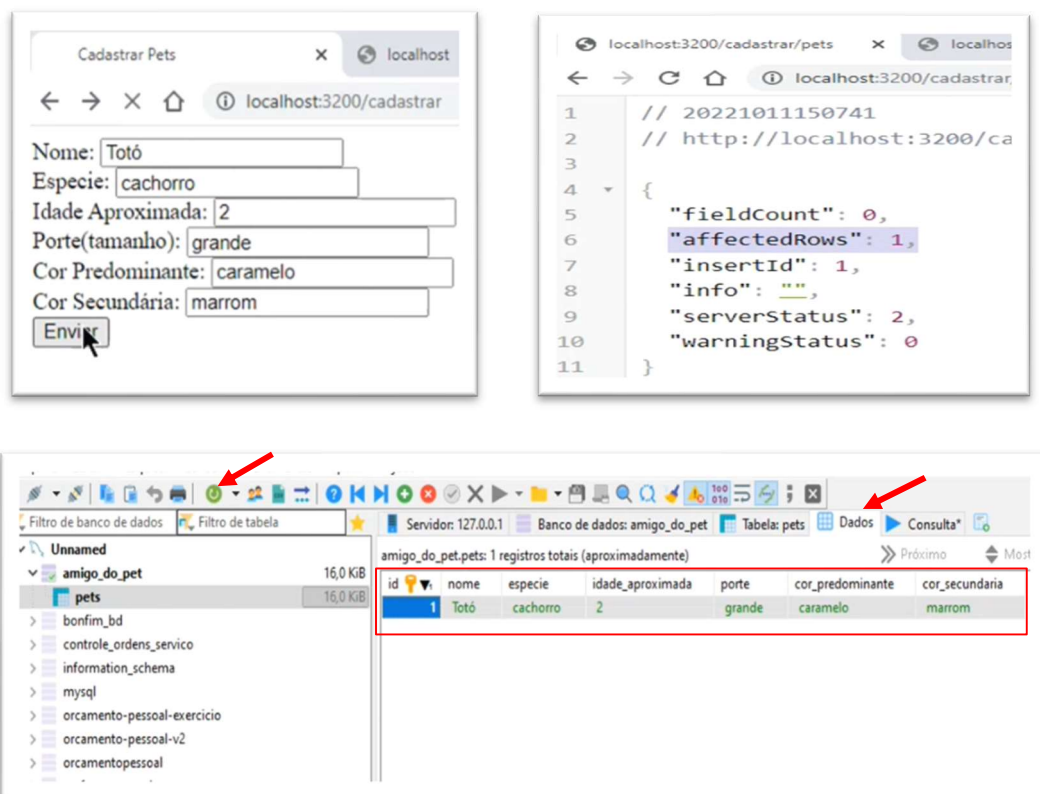 Cadastrar Pets
localhost
localhost:3200/cadastrar
Nome: Totó
Especie: cachorro
Idade Aproximada: 2
Porte(tamanho): grande
Cor Predominante: caramelo
Cor Secundária: marrom
Enviar
localhost:3200/cadastrar/pets
localhos
localhost:3200/cadastrar
1 // 20221011150741
2 // http://localhost:3200/ca
3
4 {
5 "fieldCount": 0,
6 "affectedRows": 1,
7 "insertId": 1,
8 "info": "",
9 "serverStatus": 2,
10 "warningStatus": 0
11 }
Filtro de banco de dados Filtro de tabela
Servidor: 127.0.0.1 Banco de dados: amigo_do_pet Tabela: pets Dados Consulta*
Unnamed
amigo_do_pet 16,0 KiB
pets 16,0 KiB
bonfim_bd
controle_ordens_servico
information_schema
mysql
orcamento-pessoal-exercicio
orcamento-pessoal-v2
orcamentopessoal
amigo_do_pet.pets: 1 registros totais (aproximadamente) Próximo Most
id nome especie idade_aproximada porte cor_predominante cor_secundaria
1 Totó cachorro 2 grande caramelo marrom